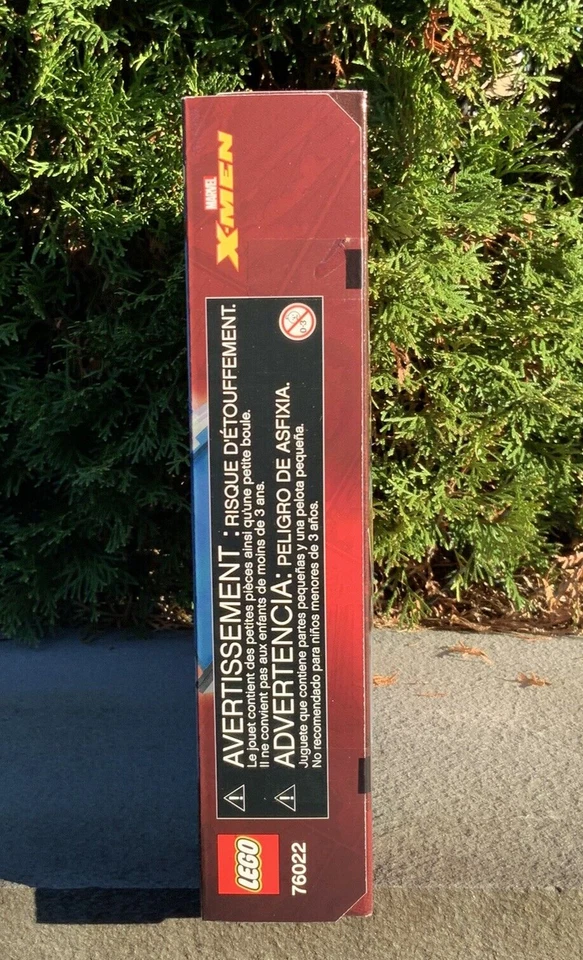 MARVEL
X-MEN
AVERTISSEMENT : RISQUE D'ÉTOUFFEMENT.
Le jouet contient des petites pièces ainsi qu'une petite boule.
Il ne convient pas aux enfants de moins de 3 ans.
ADVERTENCIA: PELIGRO DE ASFIXIA.
Juguete que contiene partes pequeñas y una pelota pequeña.
No recomendado para niños menores de 3 años.
0-3
LEGO
76022